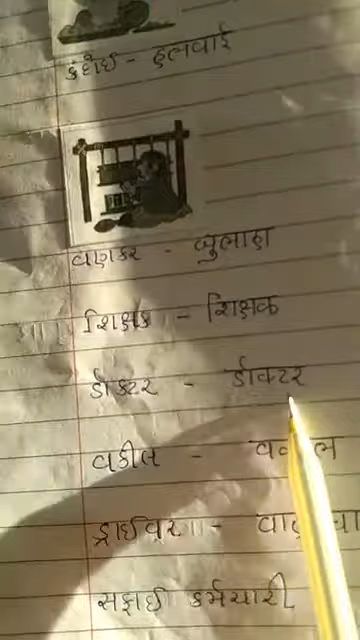 કંદોઈ - हलवाई
વણકર - जुलाहा
શિક્ષક - शिक्षक
ડૉક્ટર - डॉक्टर
વકીલ -
ડ્રાઈવર -
સફાઈ કર્મચારી